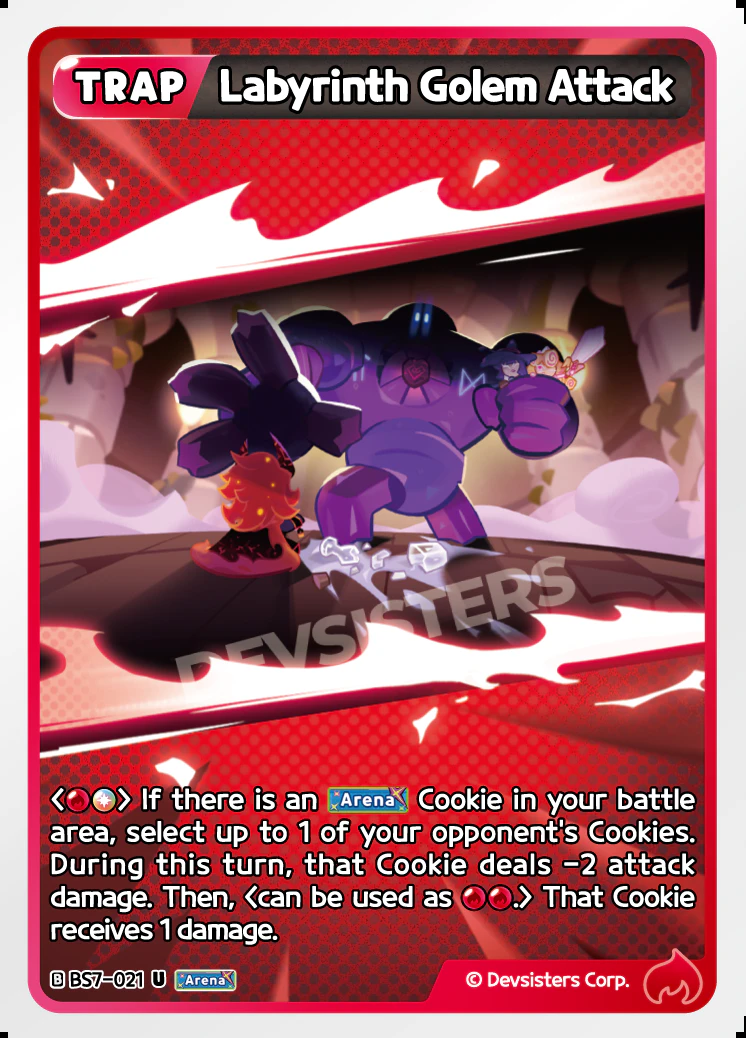 TRAP Labyrinth Golem Attack
DEVSISTERS
< > If there is an Arena Cookie in your battle
area, select up to 1 of your opponent's Cookies.
During this turn, that Cookie deals -2 attack
damage. Then, <can be used as .> That Cookie
receives 1 damage.
B BS7-021 U Arena
© Devsisters Corp.